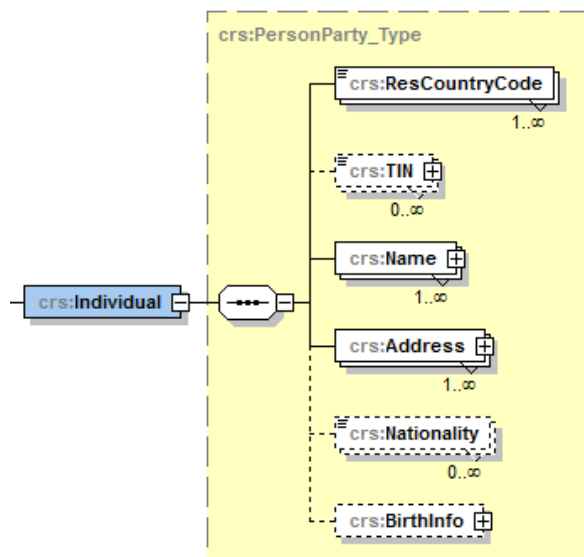 crs:PersonParty_Type
crs:ResCountryCode
1..∞
crs:TIN
0..∞
crs:Name
1..∞
crs:Individual
crs:Address
1..∞
crs:Nationality
0..∞
crs:BirthInfo